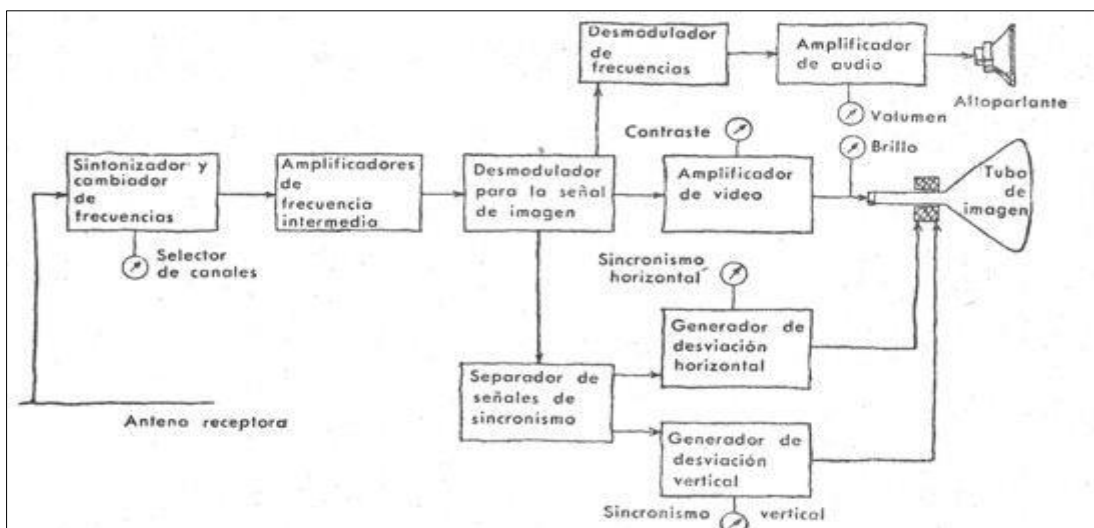 Desmodulador
de
frecuencias
Amplificador
de audio
Altoparlante
Volumen
Contraste
Brillo
Sintonizador y
cambiador
de
frecuencias
Amplificadores
de
frecuencia
intermedia
Desmodulador
para la señal
de imagen
Amplificador
de video
Tubo
de
imagen
Selector
de canales
Sincronismo
horizontal
Generador de
desviación
horizontal
Separador de
señales de
sincronismo
Antena receptora
Generador de
desviación
vertical
Sincronismo vertical